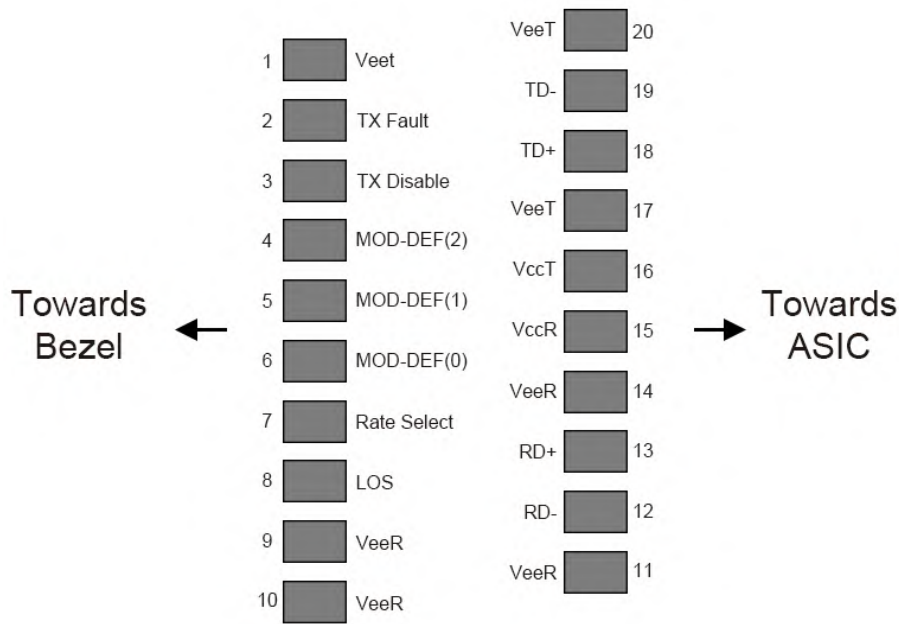 1 Veet
2 TX Fault
3 TX Disable
4 MOD-DEF(2)
5 MOD-DEF(1)
6 MOD-DEF(0)
7 Rate Select
8 LOS
9 VeeR
10 VeeR
Towards
Bezel
VeeT 20
TD- 19
TD+ 18
VeeT 17
VccT 16
VccR 15
VeeR 14
RD+ 13
RD- 12
VeeR 11
Towards
ASIC